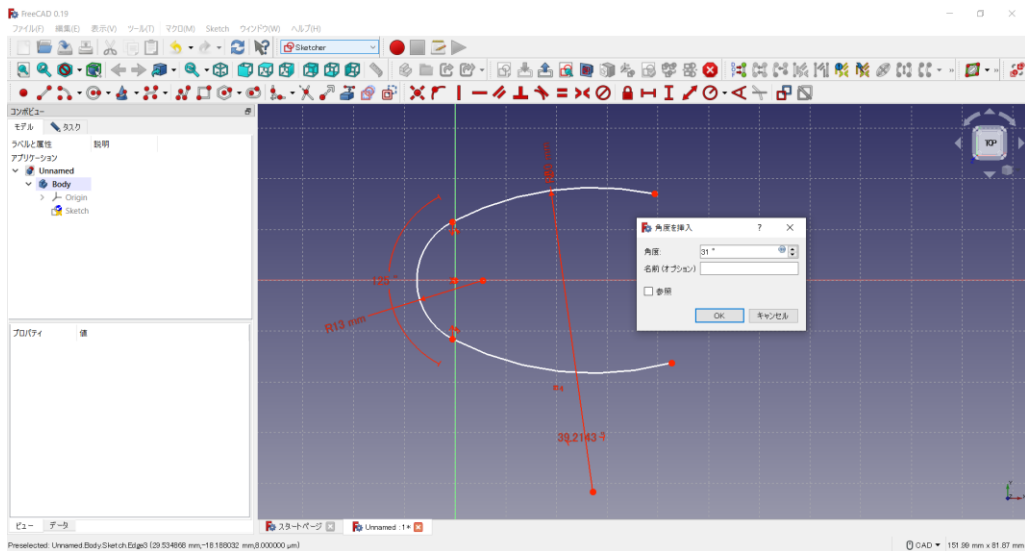 FreeCAD 0.19
ファイル(F) 編集(E) 表示(V) ツール(T) マクロ(M) Sketch ウィンドウ(W) ヘルプ(H)
Sketcher
コンボビュー
モデル タスク
ラベルと属性 説明
アプリケーション
Unnamed
Body
Origin
Sketch
TOP
角度を挿入 ? ×
角度: 31 °
名前 (オプション)
参照
OK キャンセル
125 °
R13 mm
39.2143 °
プロパティ 値
ビュー データ
スタートページ Unnamed : 1*
Preselected: Unnamed.Body.Sketch.Edge3 (29.534868 mm,-18.188032 mm,8.000000 μm)
CAD 151.99 mm x 81.87 mm